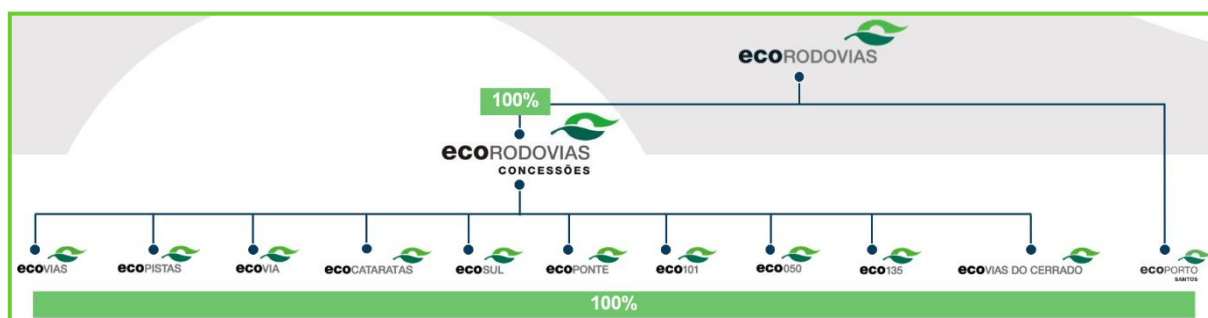 ecoRODOVIAS
100%
ecoRODOVIAS
CONCESSÕES
ecoVIAS
ecoPISTAS
ecoVIA
ecoCATARATAS
ecoSUL
ecoPONTE
eco101
eco050
eco135
ecoVIAS DO CERRADO
ecoPORTO
SANTOS
100%